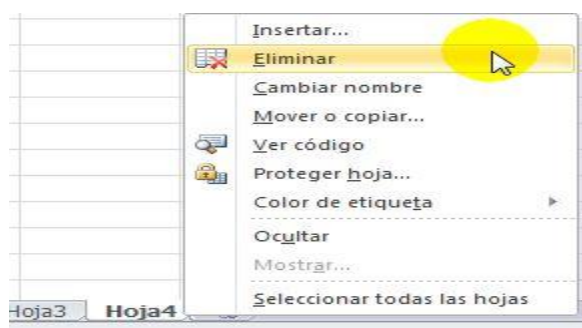 Insertar...
Eliminar
Cambiar nombre
Mover o copiar...
Ver código
Proteger hoja...
Color de etiqueta
Ocultar
Mostrar...
Seleccionar todas las hojas
Hoja3 Hoja4